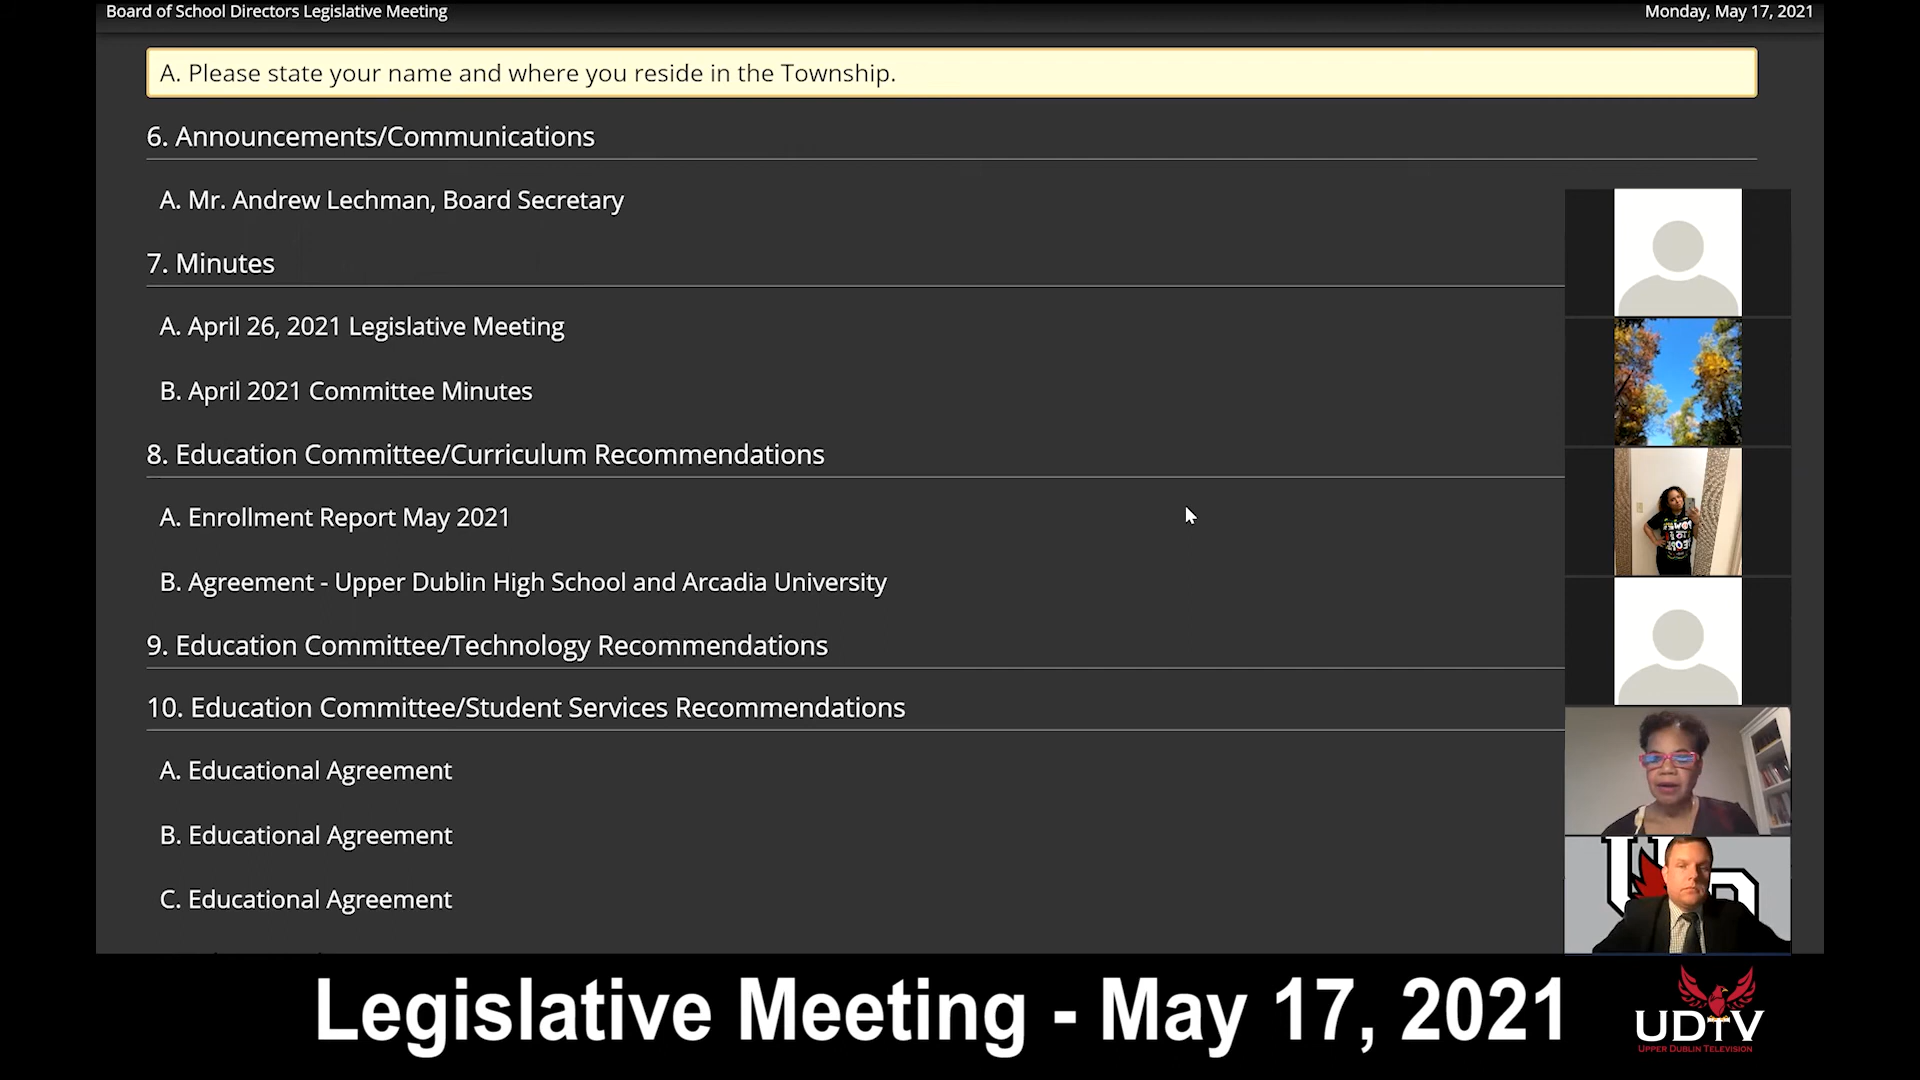 Board of School Directors Legislative Meeting
Monday, May 17, 2021
A. Please state your name and where you reside in the Township.
6. Announcements/Communications
A. Mr. Andrew Lechman, Board Secretary
7. Minutes
A. April 26, 2021 Legislative Meeting
B. April 2021 Committee Minutes
8. Education Committee/Curriculum Recommendations
A. Enrollment Report May 2021
B. Agreement - Upper Dublin High School and Arcadia University
9. Education Committee/Technology Recommendations
10. Education Committee/Student Services Recommendations
A. Educational Agreement
B. Educational Agreement
C. Educational Agreement
Legislative Meeting - May 17, 2021
UDTV
UPPER DUBLIN TELEVISION